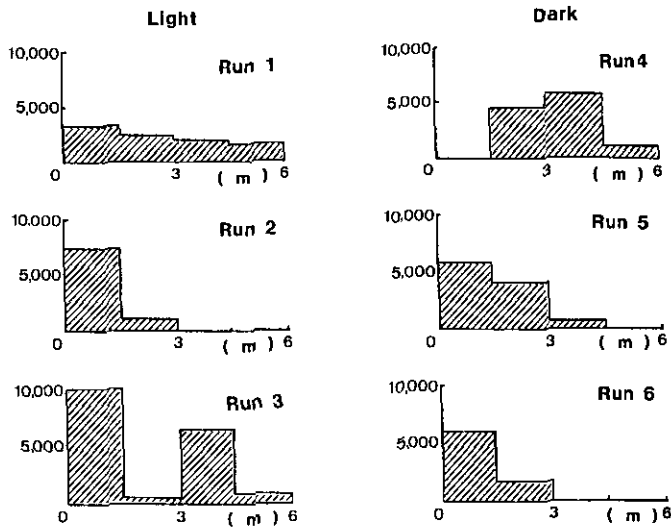 Light
10,000
5,000
Run 1
0 3 ( m ) 6
10,000
5,000
Run 2
0 3 ( m ) 6
10,000
5,000
Run 3
0 3 ( m ) 6
Dark
10,000
5,000
Run4
0 3 (m) 6
10,000
5,000
Run 5
0 3 ( m ) 6
10,000
5,000
Run 6
0 3 ( m ) 6